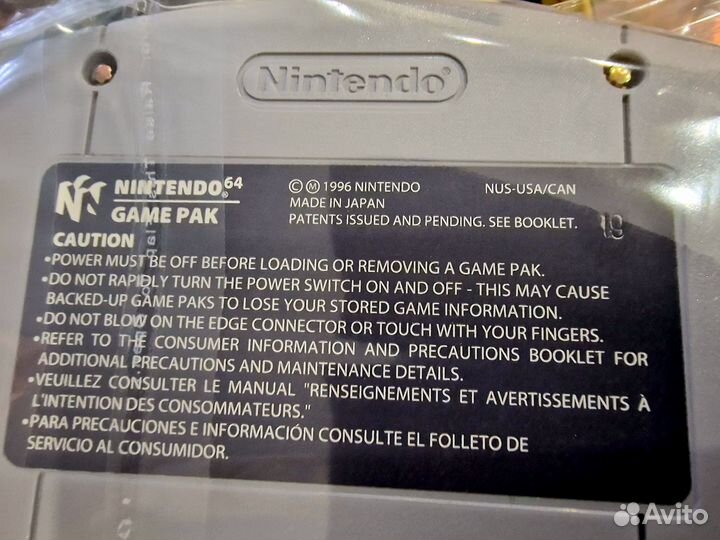 Nintendo
NINTENDO 64
GAME PAK
© Ⓜ 1996 NINTENDO
NUS-USA/CAN
MADE IN JAPAN
PATENTS ISSUED AND PENDING. SEE BOOKLET.
19
CAUTION
•POWER MUST BE OFF BEFORE LOADING OR REMOVING A GAME PAK.
•DO NOT RAPIDLY TURN THE POWER SWITCH ON AND OFF - THIS MAY CAUSE
BACKED-UP GAME PAKS TO LOSE YOUR STORED GAME INFORMATION.
•DO NOT BLOW ON THE EDGE CONNECTOR OR TOUCH WITH YOUR FINGERS.
•REFER TO THE CONSUMER INFORMATION AND PRECAUTIONS BOOKLET FOR
ADDITIONAL PRECAUTIONS AND MAINTENANCE DETAILS.
•VEUILLEZ CONSULTER LE MANUAL "RENSEIGNEMENTS ET AVERTISSEMENTS À
L'INTENTION DES CONSOMMATEURS."
•PARA PRECAUCIONES E INFORMACIÓN CONSULTE EL FOLLETO DE
SERVICIO AL CONSUMIDOR.
Avito